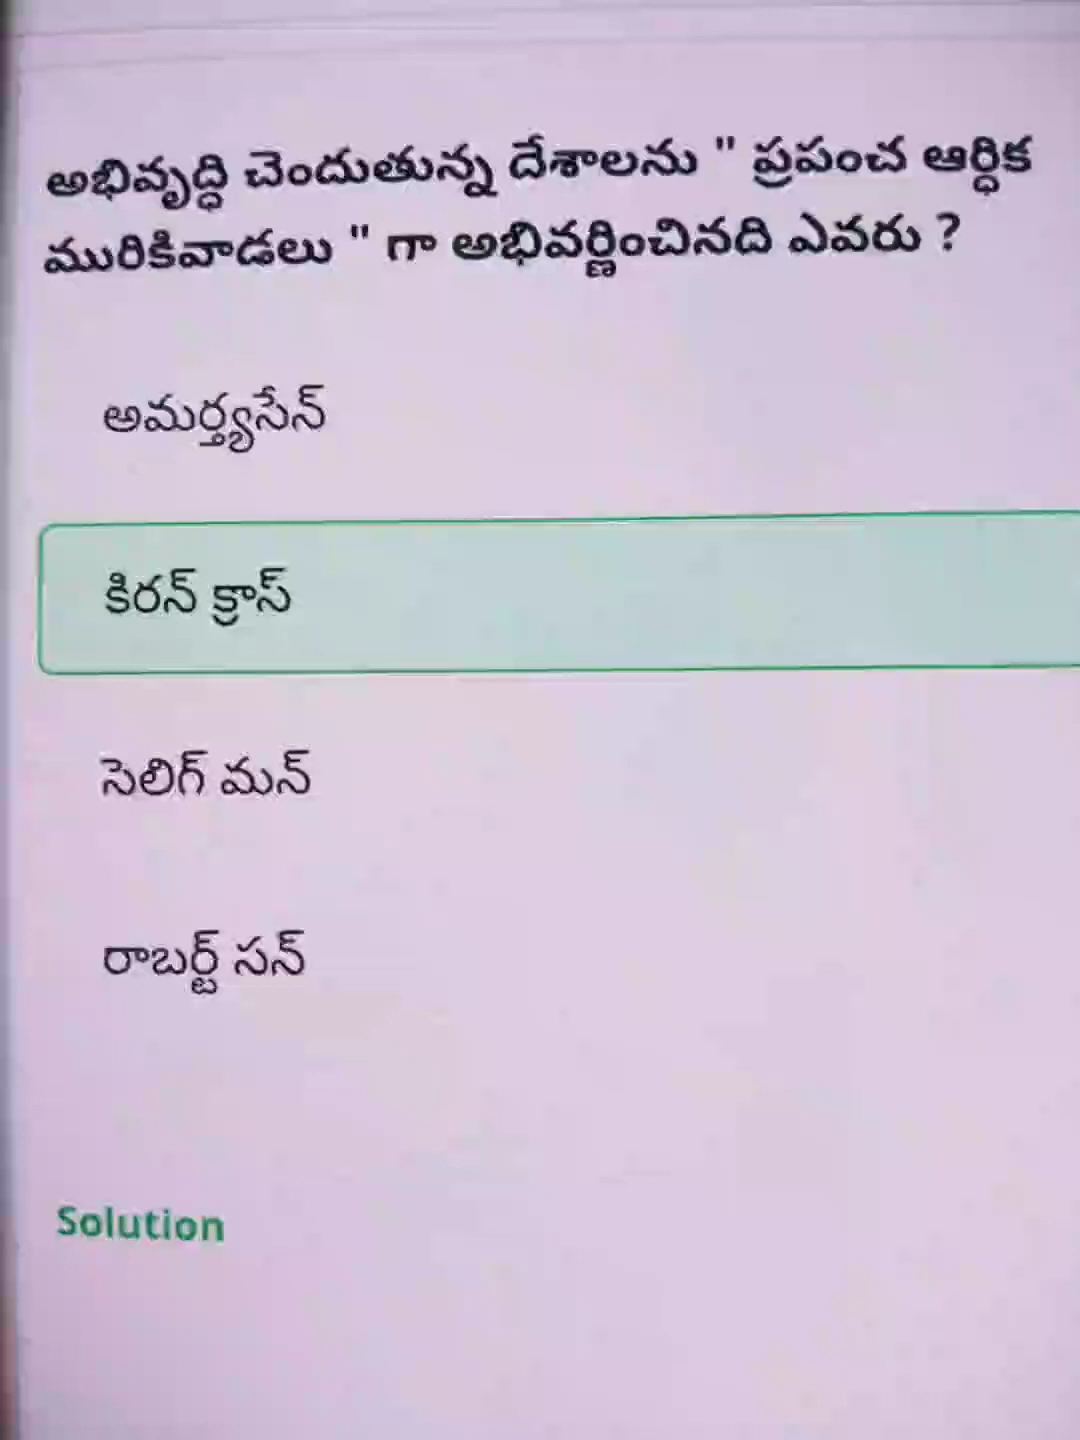 అభివృద్ధి చెందుతున్న దేశాలను " ప్రపంచ ఆర్ధిక
మురికివాడలు " గా అభివర్ణించినది ఎవరు ?
అమర్త్యసేన్
కిరన్ క్రాస్
సెలిగ్ మన్
రాబర్ట్ సన్
Solution